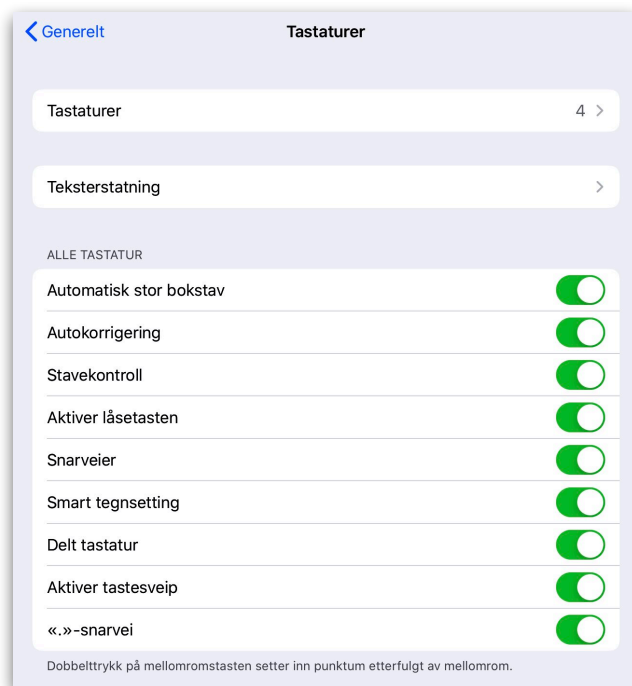 Generelt
Tastaturer
Tastaturer 4
Teksterstatning
ALLE TASTATUR
Automatisk stor bokstav
Autokorrigering
Stavekontroll
Aktiver låsetasten
Snarveier
Smart tegnsetting
Delt tastatur
Aktiver tastesveip
«.»-snarvei
Dobbelttrykk på mellomromstasten setter inn punktum etterfulgt av mellomrom.